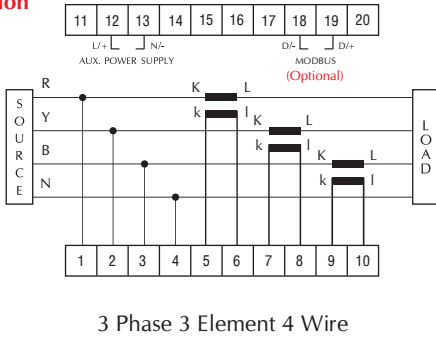 ion
11 12 13 14 15 16 17 18 19 20
L/+ N/- D/- D/+
AUX. POWER SUPPLY MODBUS
(Optional)
R K L
Y k l K L
B k l K L
N k l
SOURCE
LOAD
1 2 3 4 5 6 7 8 9 10
3 Phase 3 Element 4 Wire